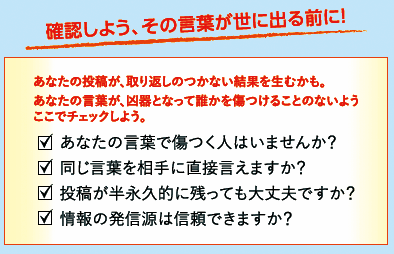 確認しよう、その言葉が世に出る前に!
あなたの投稿が、取り返しのつかない結果を生むかも。
あなたの言葉が、凶器となって誰かを傷つけることのないよう
ここでチェックしよう。
あなたの言葉で傷つく人はいませんか?
同じ言葉を相手に直接言えますか?
投稿が半永久的に残っても大丈夫ですか?
情報の発信源は信頼できますか?